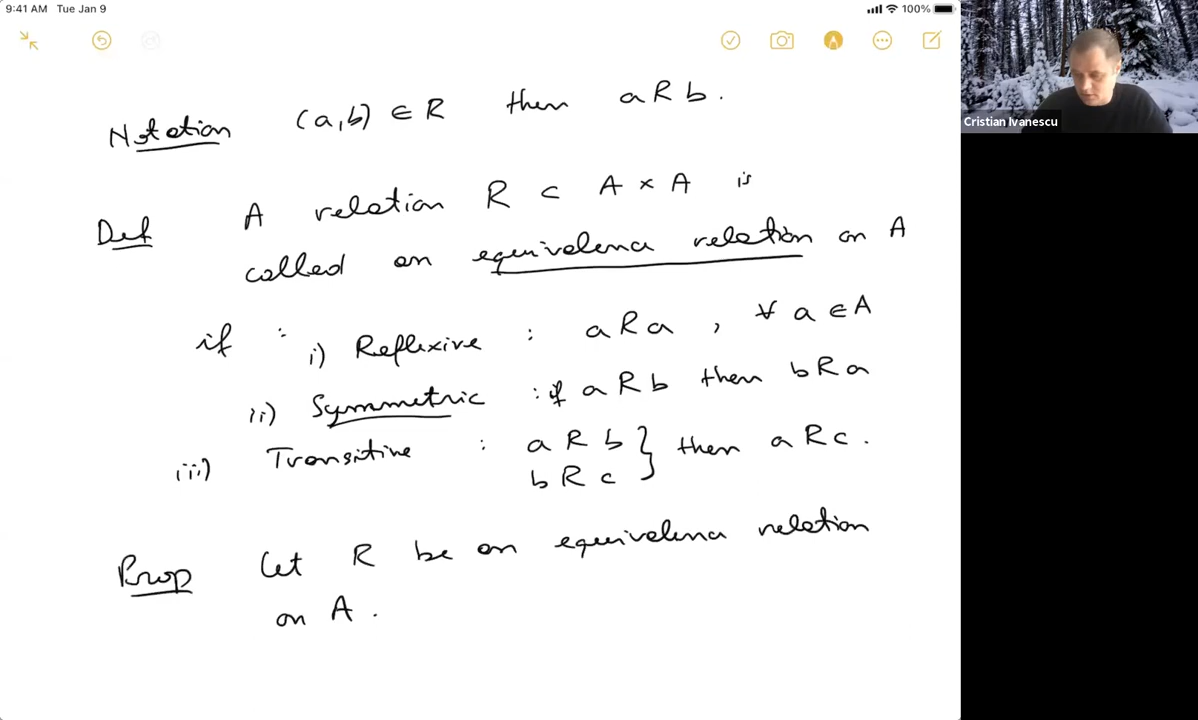 9:41 AM Tue Jan 9
100%
Notation (a,b) ∈ R then aRb.
Def A relation R ⊂ A × A is
called an equivalence relation on A
if : i) Reflexive : aRa , ∀ a ∈ A
ii) Symmetric : if aRb then bRa
iii) Transitive : aRb } then aRc.
bRc
Prop Let R be an equivalence relation
on A.
Cristian Ivanescu